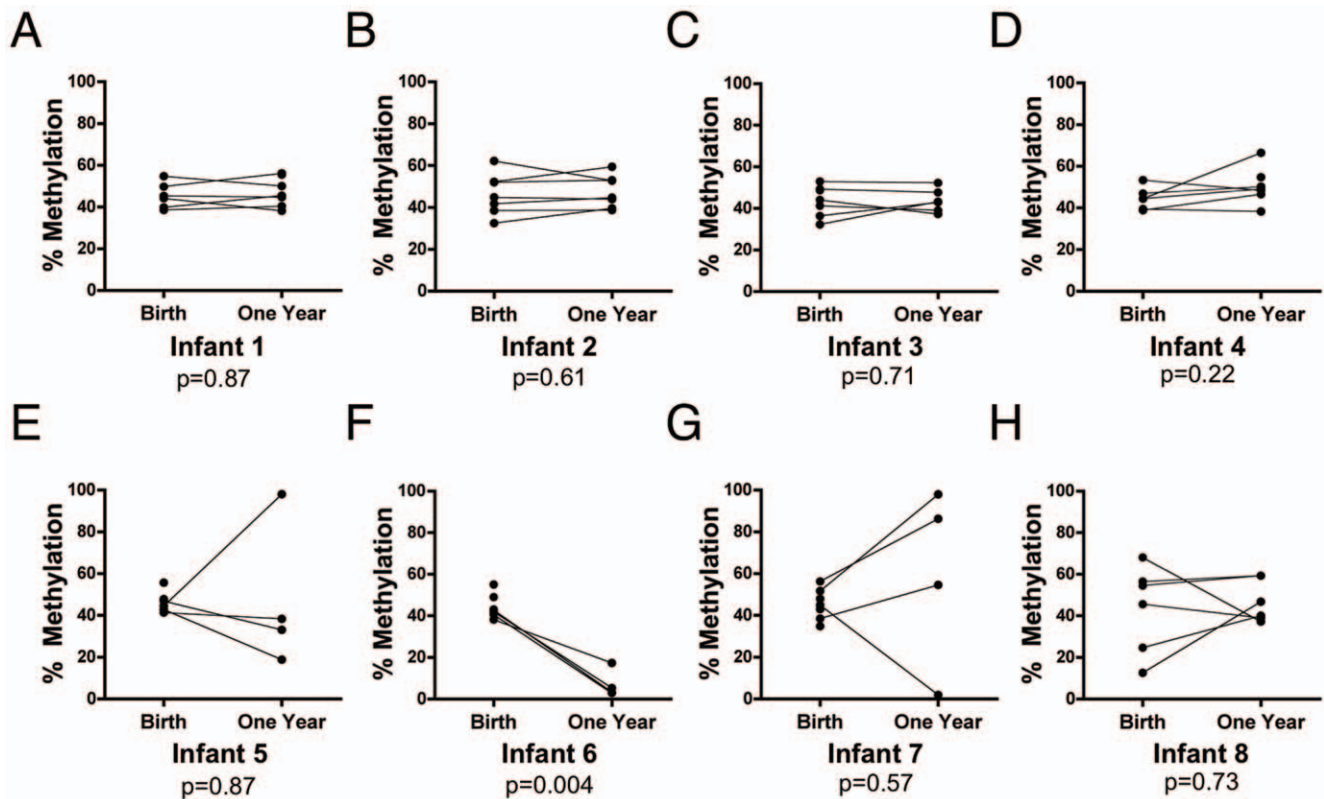 A
B
C
D
100
80
60
40
20
0
% Methylation
Birth One Year
Infant 1
p=0.87
100
80
60
40
20
0
% Methylation
Birth One Year
Infant 2
p=0.61
100
80
60
40
20
0
% Methylation
Birth One Year
Infant 3
p=0.71
100
80
60
40
20
0
% Methylation
Birth One Year
Infant 4
p=0.22
E
F
G
H
100
80
60
40
20
0
% Methylation
Birth One Year
Infant 5
p=0.87
100
80
60
40
20
0
% Methylation
Birth One Year
Infant 6
p=0.004
100
80
60
40
20
0
% Methylation
Birth One Year
Infant 7
p=0.57
100
80
60
40
20
0
% Methylation
Birth One Year
Infant 8
p=0.73